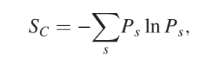 S_C = −∑_s P_s ln P_s,